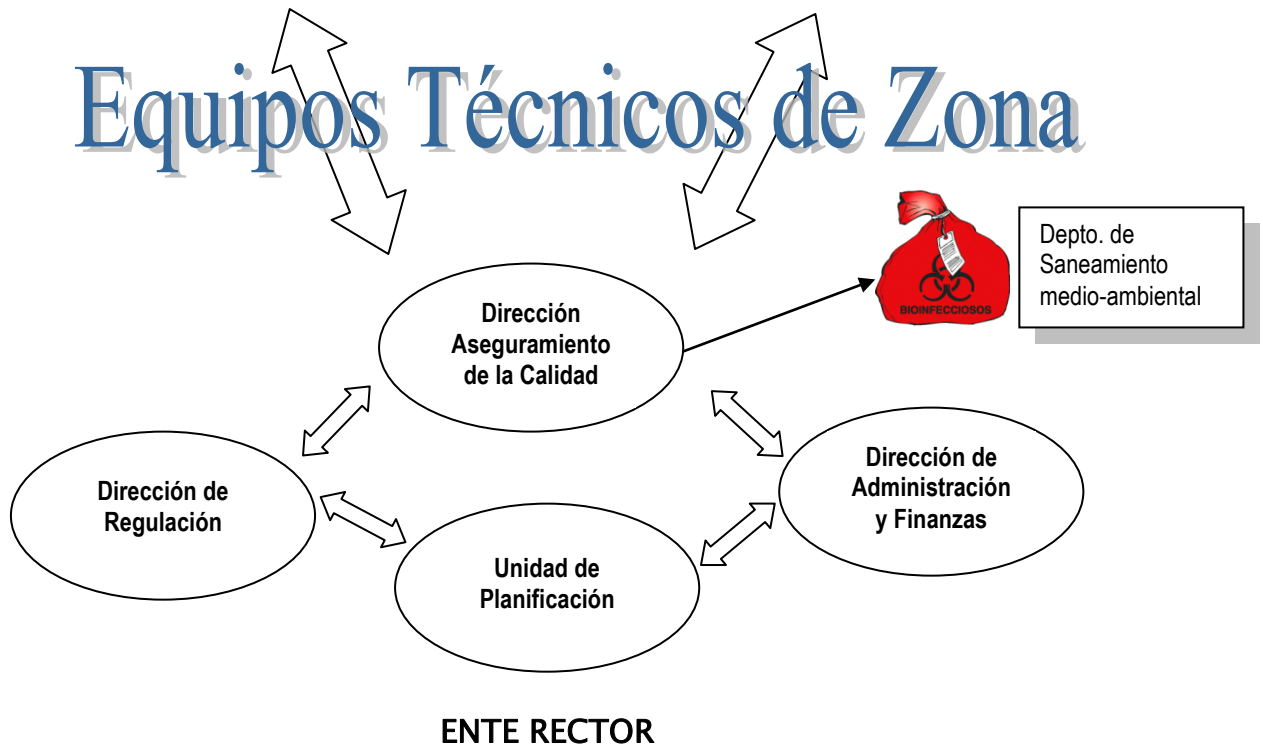 Equipos Técnicos de Zona
BIOINFECCIOSOS
Depto. de
Saneamiento
medio-ambiental
Dirección
Aseguramiento
de la Calidad
Dirección de
Regulación
Dirección de
Administración
y Finanzas
Unidad de
Planificación
ENTE RECTOR